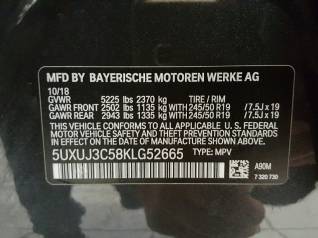 MFD BY BAYERISCHE MOTOREN WERKE AG
10/18
GVWR 5225 lbs 2370 kg TIRE / RIM
GAWR FRONT 2502 lbs 1135 kg WITH 245/50 R19 /7.5J x 19
GAWR REAR 2943 lbs 1335 kg WITH 245/50 R19 /7.5J x 19
THIS VEHICLE CONFORMS TO ALL APPLICABLE U. S. FEDERAL
MOTOR VEHICLE SAFETY STANDARDS IN EFFECT ON THE
DATE OF MANUFACTURE SHOWN ABOVE.
5UXUJ3C58KLG52665 TYPE: MPV
A90M
7 320 730